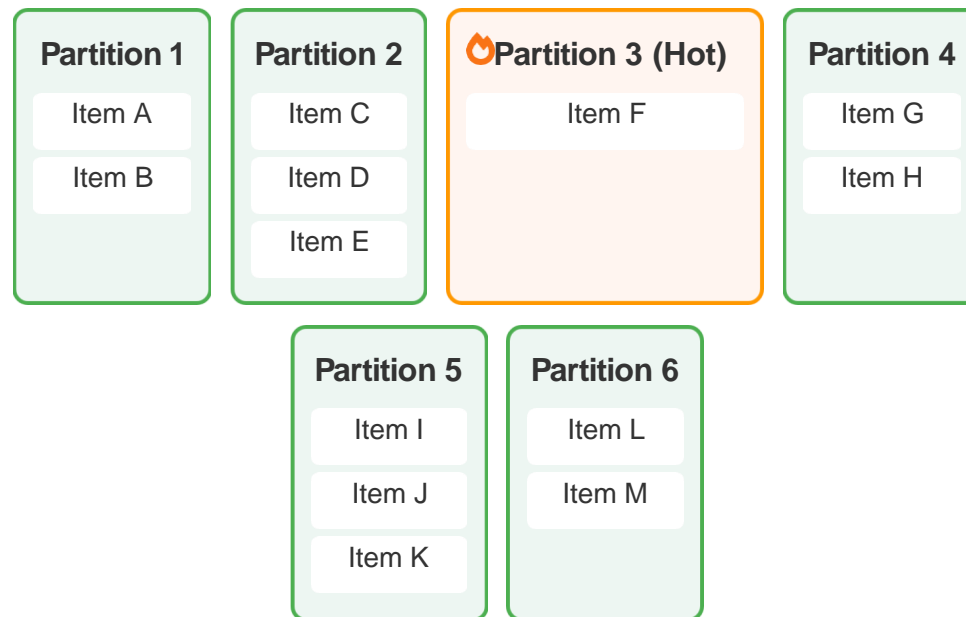 Partition 1
Item A
Item B
Partition 2
Item C
Item D
Item E
Partition 3 (Hot)
Item F
Partition 4
Item G
Item H
Partition 5
Item I
Item J
Item K
Partition 6
Item L
Item M